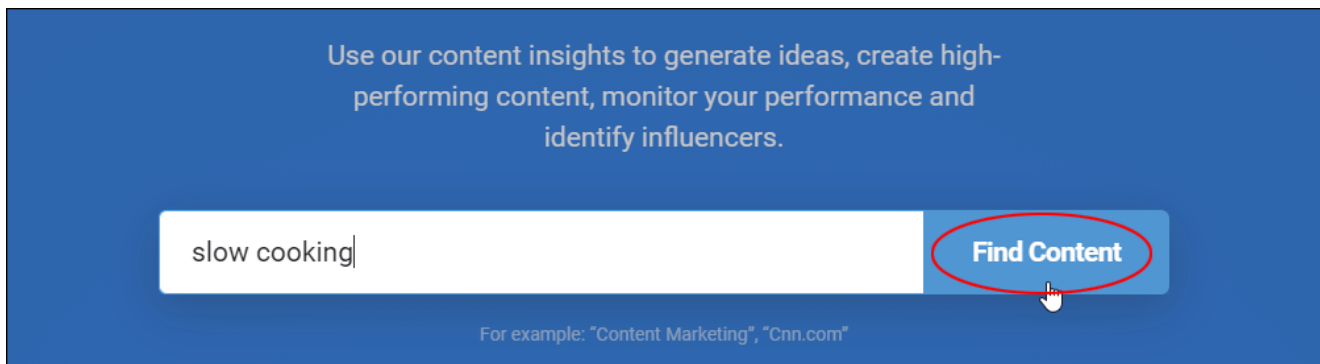 Use our content insights to generate ideas, create high-
performing content, monitor your performance and
identify influencers.
slow cooking
Find Content
For example: “Content Marketing”, “Cnn.com”